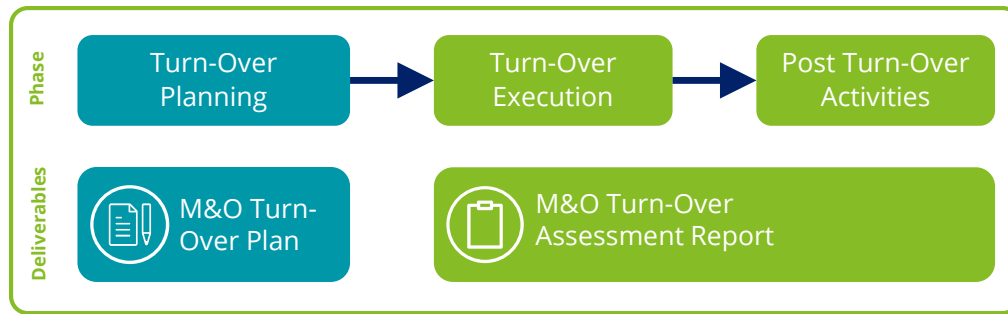 Phase
Turn-Over
Planning
Turn-Over
Execution
Post Turn-Over
Activities
Deliverables
M&O Turn-
Over Plan
M&O Turn-Over
Assessment Report